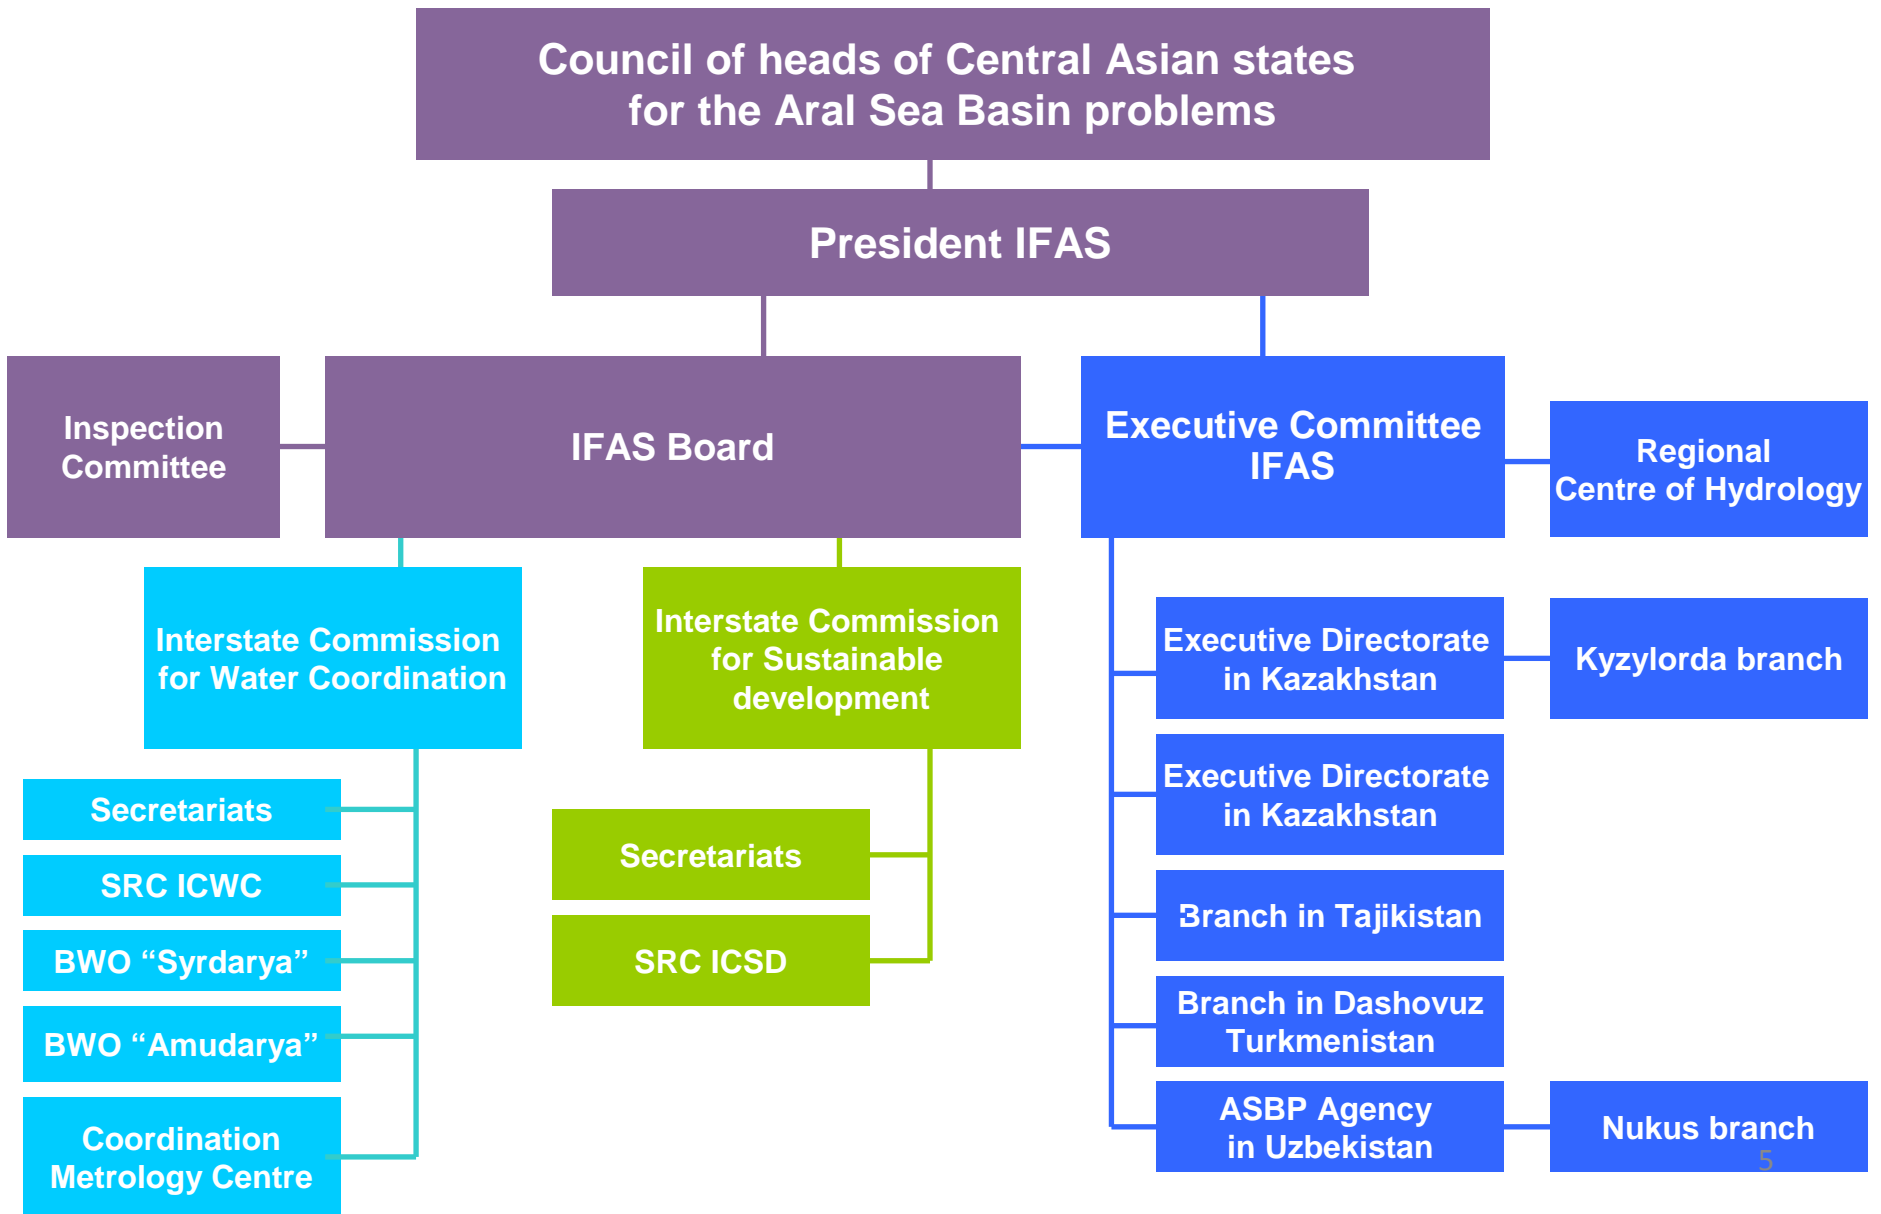 Council of heads of Central Asian states
for the Aral Sea Basin problems
President IFAS
Inspection
Committee
IFAS Board
Executive Committee
IFAS
Regional
Centre of Hydrology
Interstate Commission
for Water Coordination
Interstate Commission
for Sustainable
development
Executive Directorate
in Kazakhstan
Kyzylorda branch
Secretariats
SRC ICWC
BWO “Syrdarya”
BWO “Amudarya”
Coordination
Metrology Centre
Secretariats
SRC ICSD
Executive Directorate
in Kazakhstan
Branch in Tajikistan
Branch in Dashovuz
Turkmenistan
ASBP Agency
in Uzbekistan
Nukus branch
5